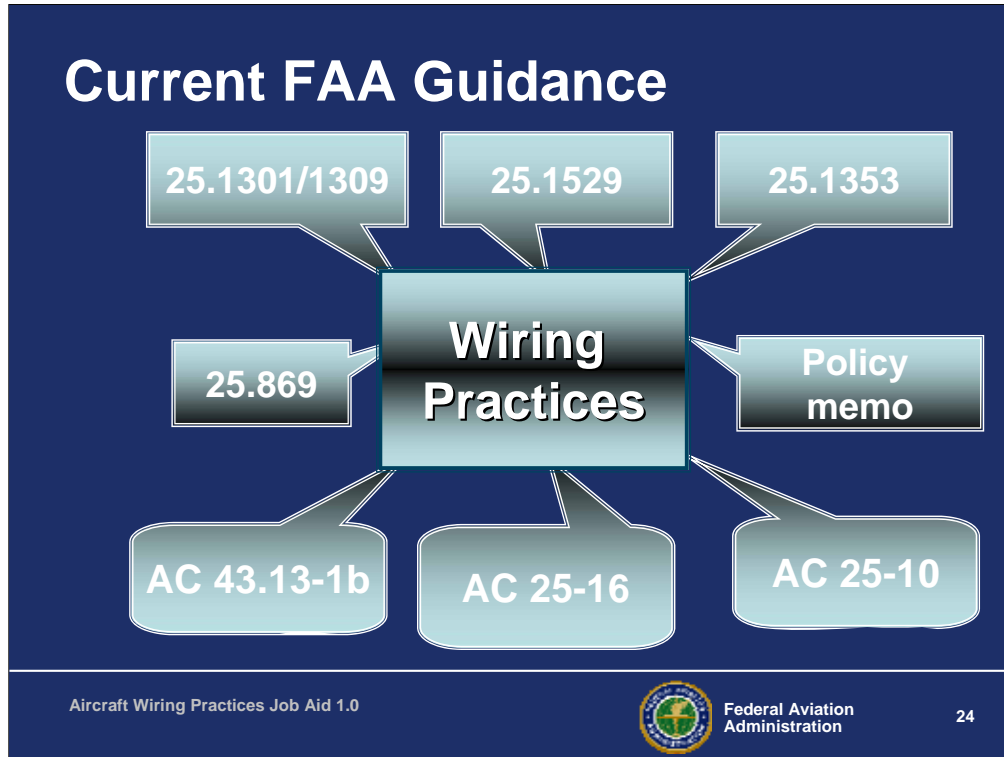 Current FAA Guidance
25.1301/1309
25.1529
25.1353
Wiring
Practices
25.869
Policy
memo
AC 43.13-1b
AC 25-16
AC 25-10
Aircraft Wiring Practices Job Aid 1.0
Federal Aviation
Administration
24